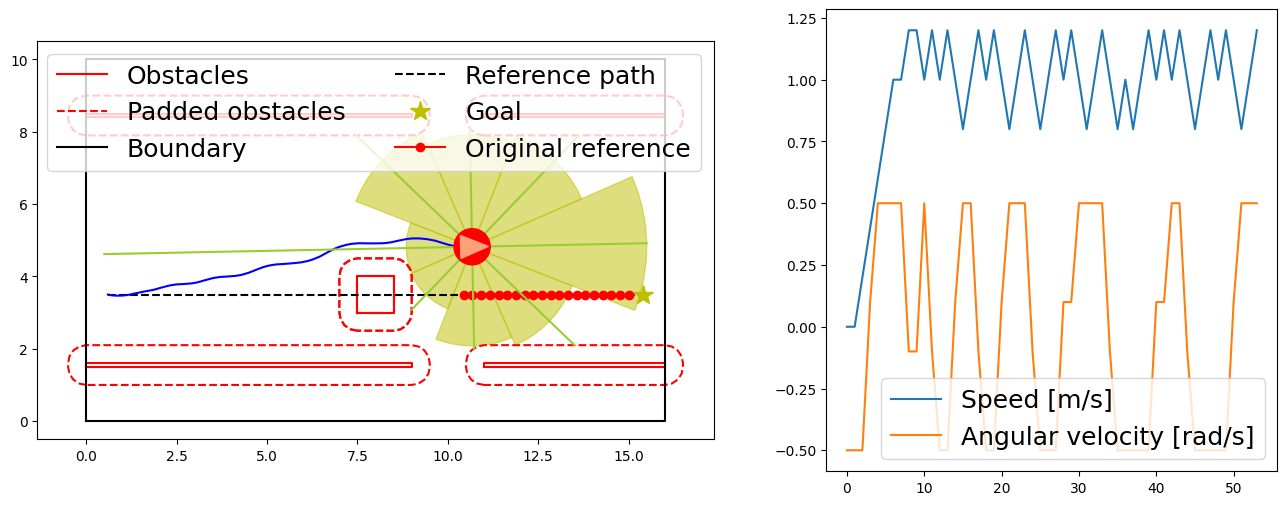 Obstacles
Padded obstacles
Boundary
Reference path
Goal
Original reference
10
8
6
4
2
0
0.0 2.5 5.0 7.5 10.0 12.5 15.0
1.25
1.00
0.75
0.50
0.25
0.00
−0.25
−0.50
Speed [m/s]
Angular velocity [rad/s]
0 10 20 30 40 50